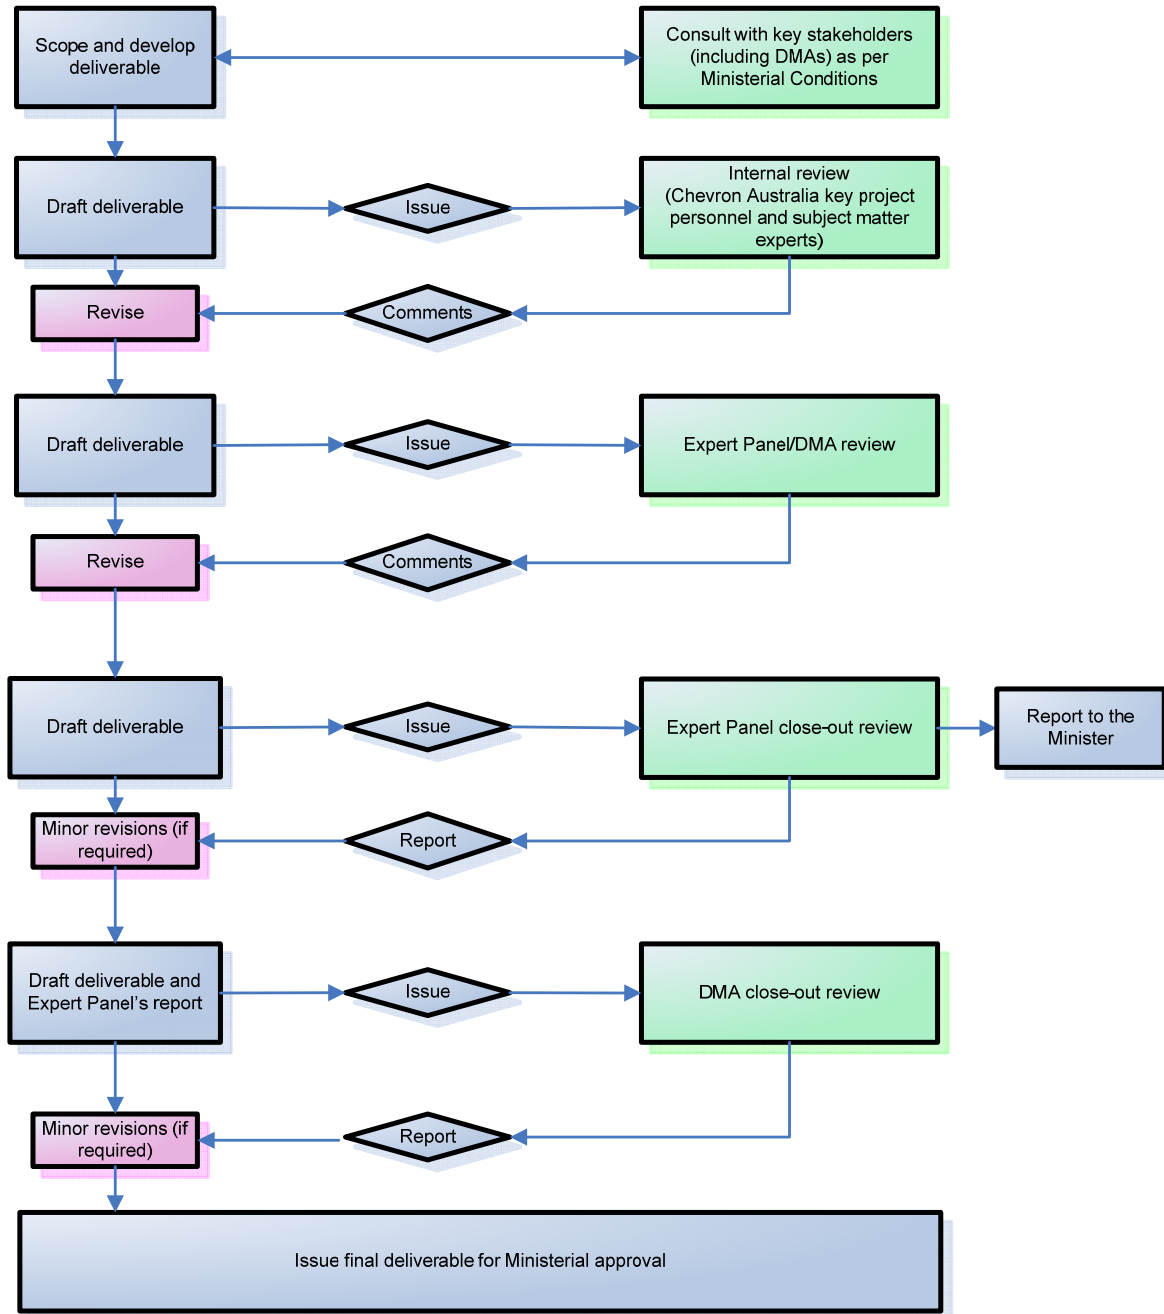 Scope and develop
deliverable
Consult with key stakeholders
(including DMAs) as per
Ministerial Conditions
Draft deliverable
Issue
Internal review
(Chevron Australia key project
personnel and subject matter
experts)
Revise
Comments
Draft deliverable
Issue
Expert Panel/DMA review
Revise
Comments
Draft deliverable
Issue
Expert Panel close-out review
Report to the
Minister
Minor revisions (if
required)
Report
Draft deliverable and
Expert Panel's report
Issue
DMA close-out review
Minor revisions (if
required)
Report
Issue final deliverable for Ministerial approval